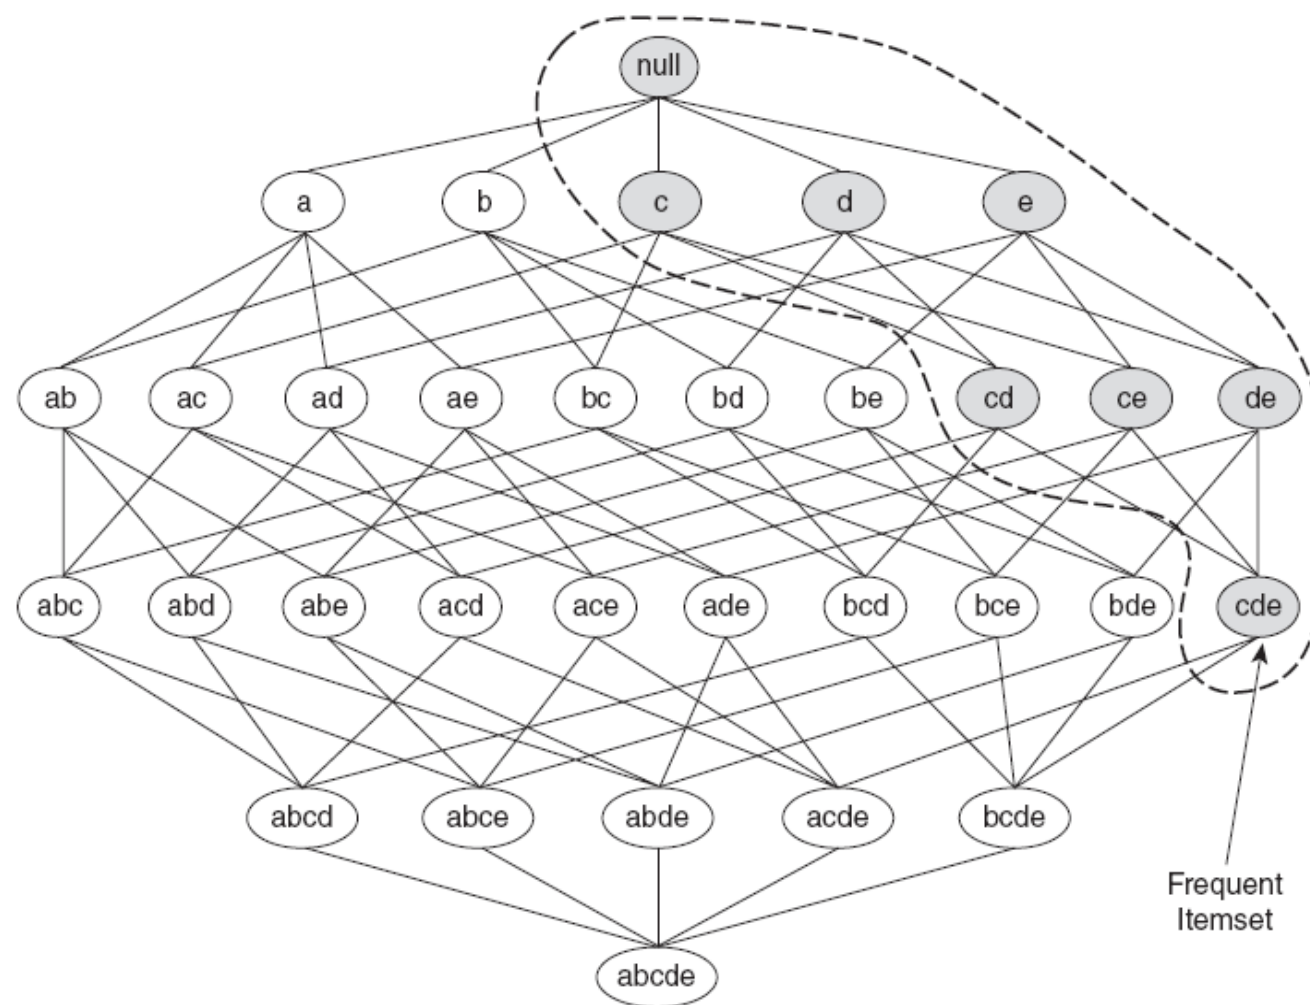 null
a
b
c
d
e
ab
ac
ad
ae
bc
bd
be
cd
ce
de
abc
abd
abe
acd
ace
ade
bcd
bce
bde
cde
abcd
abce
abde
acde
bcde
Frequent
Itemset
abcde